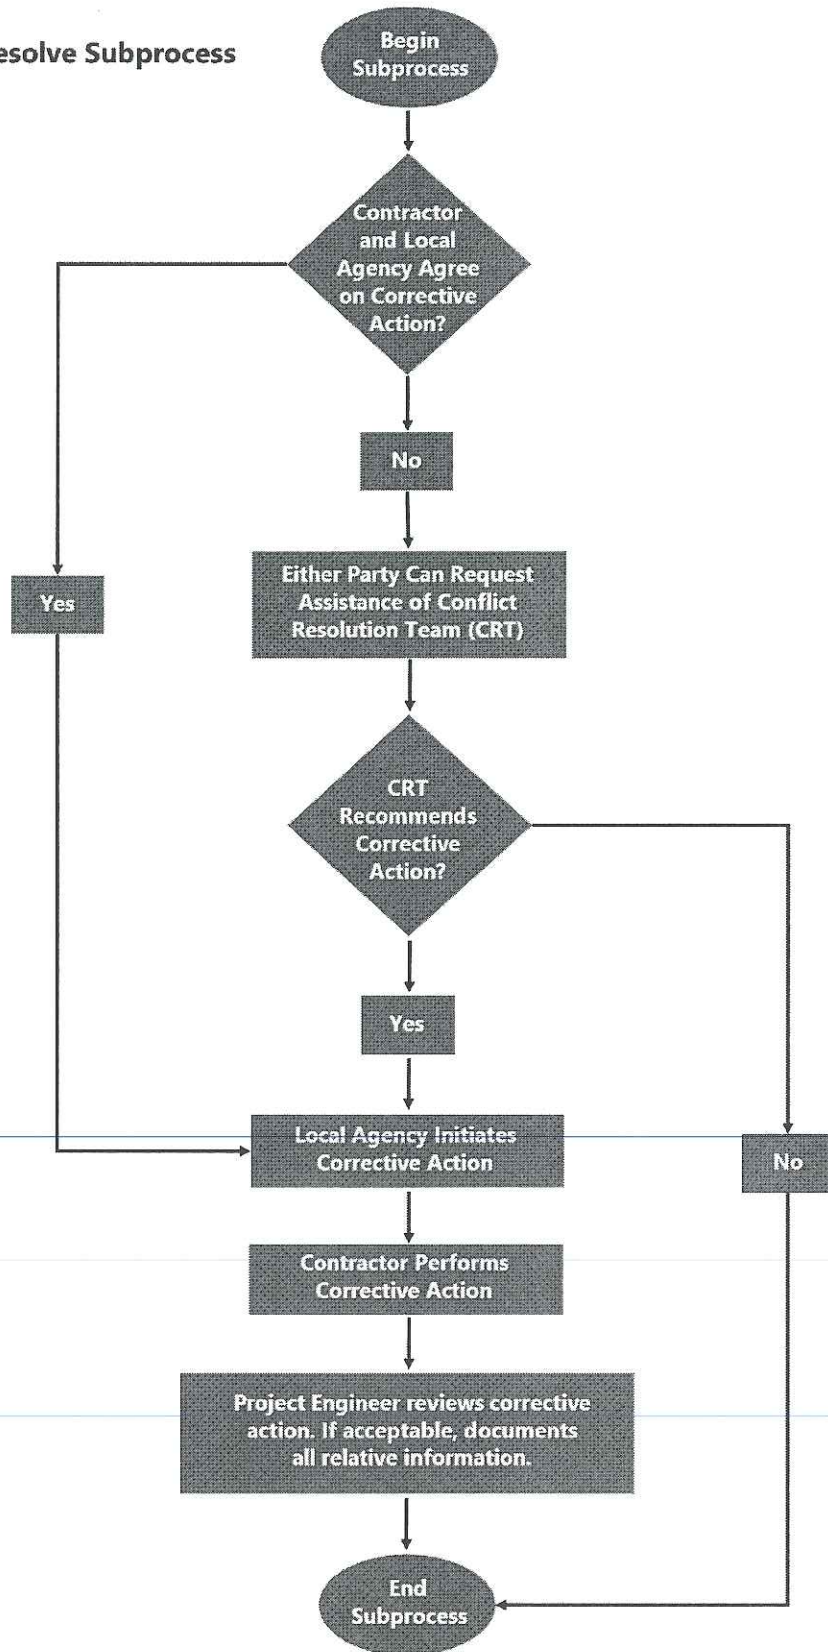 esolve Subprocess
Begin
Subprocess
Contractor
and Local
Agency Agree
on Corrective
Action?
No
Yes
Either Party Can Request
Assistance of Conflict
Resolution Team (CRT)
CRT
Recommends
Corrective
Action?
Yes
Local Agency Initiates
Corrective Action
No
Contractor Performs
Corrective Action
Project Engineer reviews corrective
action. If acceptable, documents
all relative information.
End
Subprocess